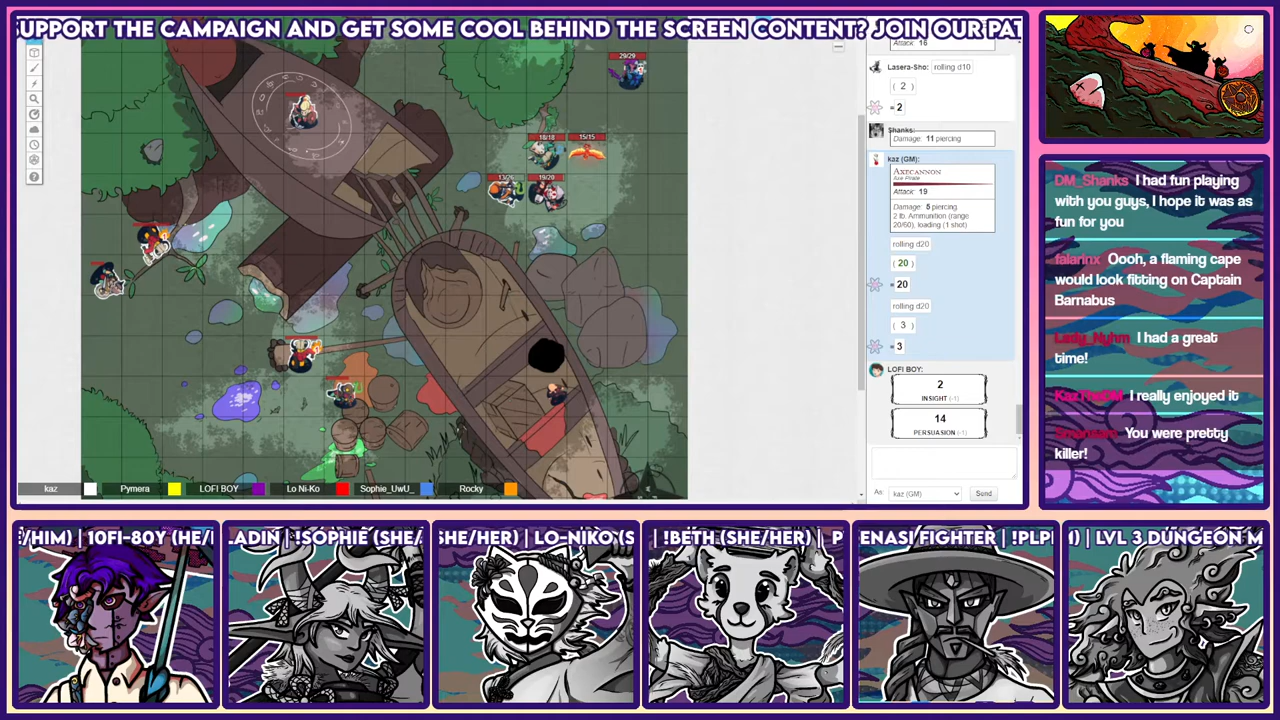 SUPPORT THE CAMPAIGN AND GET SOME COOL BEHIND THE SCREEN CONTENT? JOIN OUR PAT
Attack: 16
Lasera-Sho: rolling d10
( 2 )
= 2
Shanks:
Damage: 11 piercing
kaz (GM):
AXECANNON
Axe Pirate
Attack: 19
Damage: 5 piercing.
2 lb. Ammunition (range
20/60), loading (1 shot)
rolling d20
( 20 )
= 20
rolling d20
( 3 )
= 3
LOFI BOY:
2
INSIGHT (-1)
14
PERSUASION (-1)
As: kaz (GM) Send
29/29
18/18
15/15
13/26
19/20
kaz Pymera LOFI BOY Lo Ni-Ko Sophie_UwU_ Rocky
DM_Shanks I had fun playing
with you guys, I hope it was as
fun for you
falarinx Oooh, a flaming cape
would look fitting on Captain
Barnabus
Lady_Nyhm I had a great
time!
KazTheDM I really enjoyed it
You were pretty
killer!
E/HIM) | 10FI-80Y (HE/
LADIN | !SOPHIE (SHE/
SHE/HER) | LO-NIKO (S
| !BETH (SHE/HER) | P
ENASI FIGHTER | !PLP
) | LVL 3 DUNGEON M